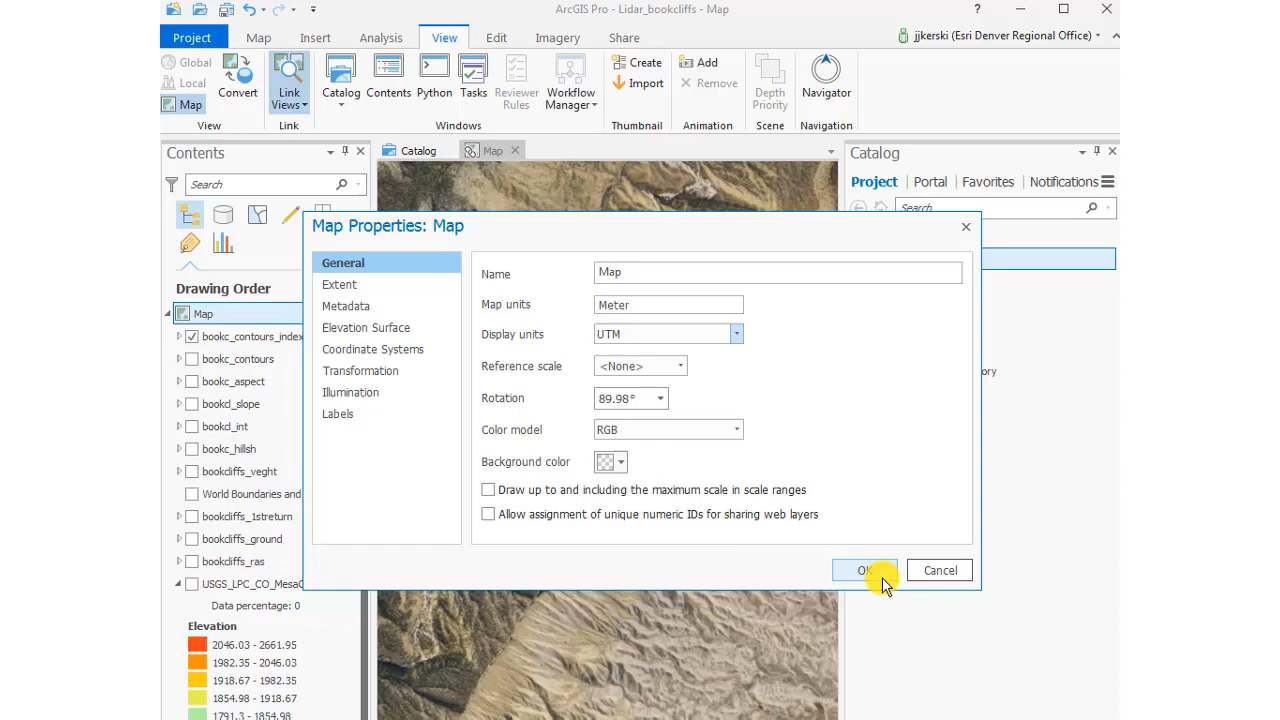 ArcGIS Pro - Lidar_bookcliffs - Map
?
Project Map Insert Analysis View Edit Imagery Share
jjkerski (Esri Denver Regional Office)
Global
Local
Map
Convert
Link
Views
Catalog
Contents
Python
Tasks
Reviewer
Rules
Workflow
Manager
Create
Import
Add
Remove
Depth
Priority
Navigator
View Link Windows Thumbnail Animation Scene Navigation
Contents
Search
Catalog Map
Catalog
Project Portal Favorites Notifications
Search
Drawing Order
Map
bookc_contours_index
bookc_contours
bookc_aspect
bookcl_slope
bookcl_int
bookc_hillsh
bookcliffs_veght
World Boundaries and
bookcliffs_1streturn
bookcliffs_ground
bookcliffs_ras
USGS_LPC_CO_MesaC
Data percentage: 0
Elevation
2046.03 - 2661.95
1982.35 - 2046.03
1918.67 - 1982.35
1854.98 - 1918.67
1791.3 - 1854.98
Map Properties: Map
General
Extent
Metadata
Elevation Surface
Coordinate Systems
Transformation
Illumination
Labels
Name Map
Map units Meter
Display units UTM
Reference scale <None>
Rotation 89.98°
Color model RGB
Background color
Draw up to and including the maximum scale in scale ranges
Allow assignment of unique numeric IDs for sharing web layers
OK Cancel
ory